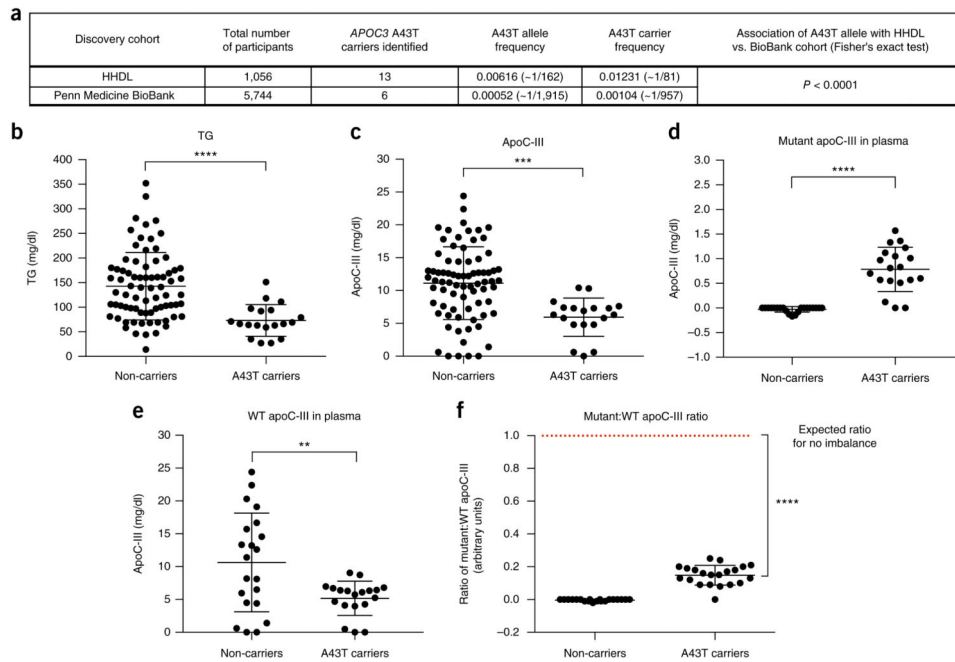 a
Discovery cohort
Total number
of participants
APOC3 A43T
carriers identified
A43T allele
frequency
A43T carrier
frequency
Association of A43T allele with HHDL
vs. BioBank cohort (Fisher's exact test)
HHDL
1,056
13
0.00616 (~1/162)
0.01231 (~1/81)
P < 0.0001
Penn Medicine BioBank
5,744
6
0.00052 (~1/1,915)
0.00104 (~1/957)
b
TG
****
TG (mg/dl)
400
350
300
250
200
150
100
50
0
Non-carriers
A43T carriers
c
ApoC-III
***
ApoC-III (mg/dl)
30
25
20
15
10
5
0
Non-carriers
A43T carriers
d
Mutant apoC-III in plasma
****
ApoC-III (mg/dl)
3.0
2.5
2.0
1.5
1.0
0.5
0.0
–0.5
–1.0
Non-carriers
A43T carriers
e
WT apoC-III in plasma
**
ApoC-III (mg/dl)
30
25
20
15
10
5
0
Non-carriers
A43T carriers
f
Mutant:WT apoC-III ratio
Expected ratio
for no imbalance
****
Ratio of mutant:WT apoC-III
(arbitrary units)
1.0
0.8
0.6
0.4
0.2
0.0
–0.2
Non-carriers
A43T carriers